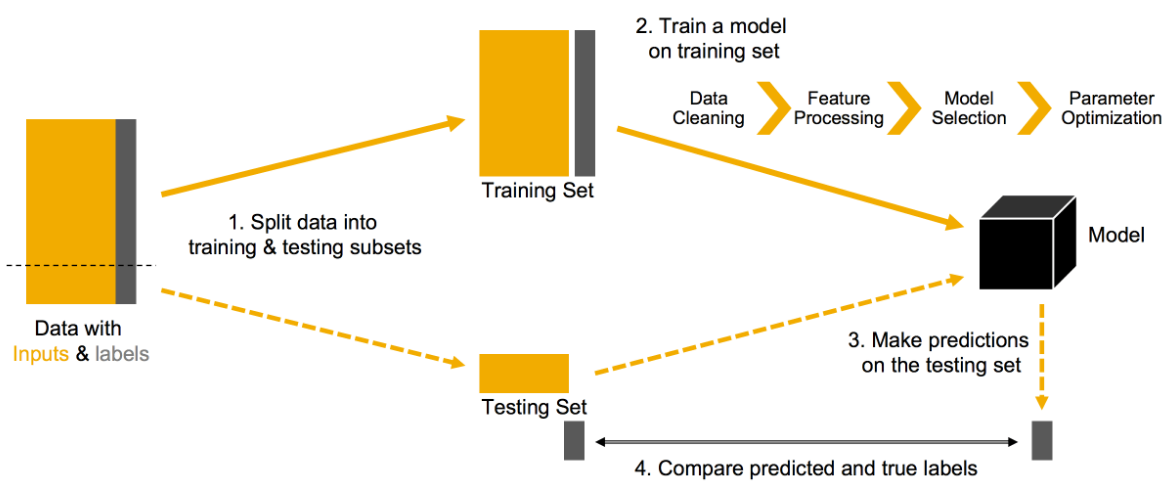 2. Train a model
on training set
Data
Cleaning
Feature
Processing
Model
Selection
Parameter
Optimization
Training Set
1. Split data into
training & testing subsets
Model
Data with
Inputs & labels
3. Make predictions
on the testing set
Testing Set
4. Compare predicted and true labels